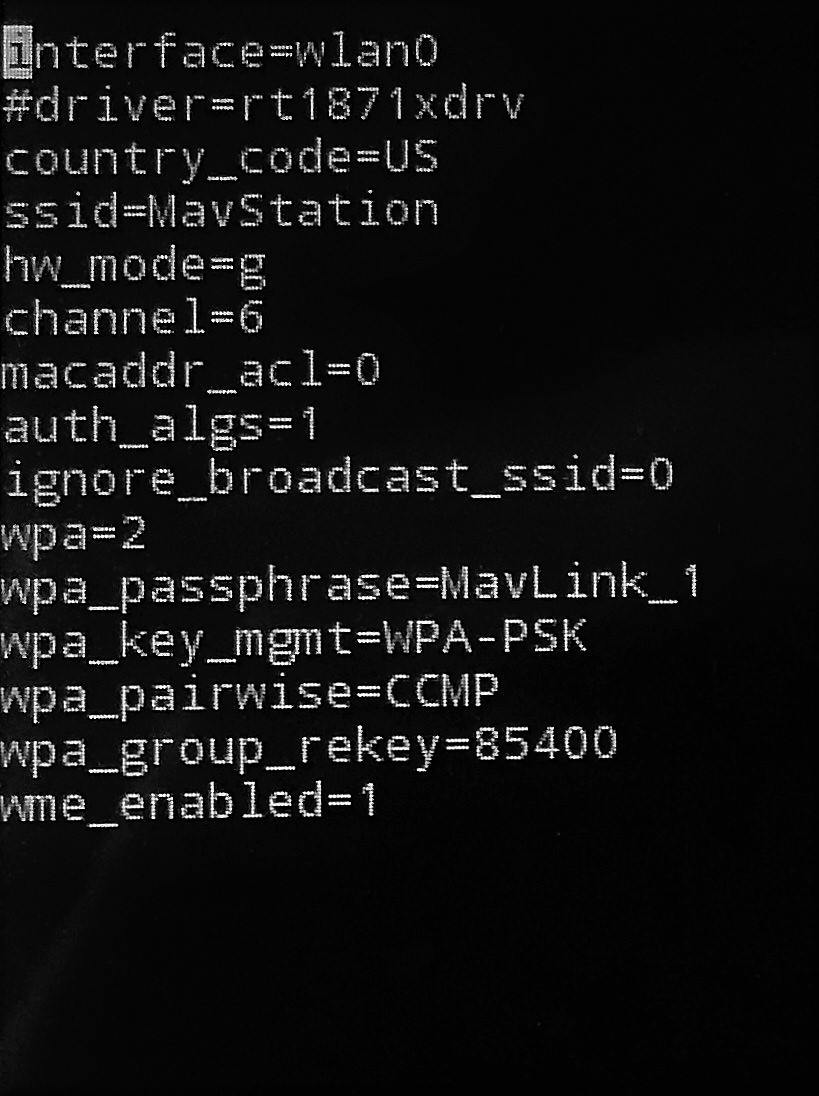 interface=wlan0
#driver=rt1871xdrv
country_code=US
ssid=MavStation
hw_mode=g
channel=6
macaddr_acl=0
auth_algs=1
ignore_broadcast_ssid=0
wpa=2
wpa_passphrase=MavLink_1
wpa_key_mgmt=WPA-PSK
wpa_pairwise=CCMP
wpa_group_rekey=85400
wme_enabled=1